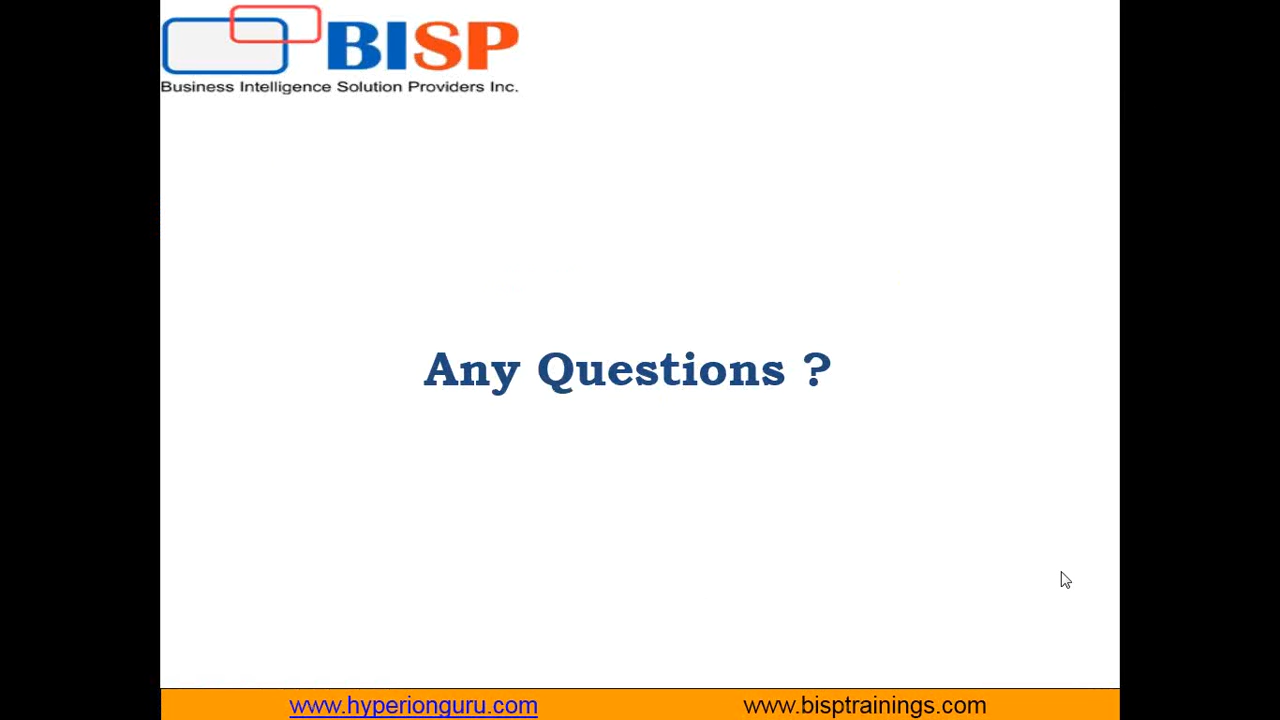 BISP
Business Intelligence Solution Providers Inc.
Any Questions ?
www.hyperionguru.com www.bisptrainings.com